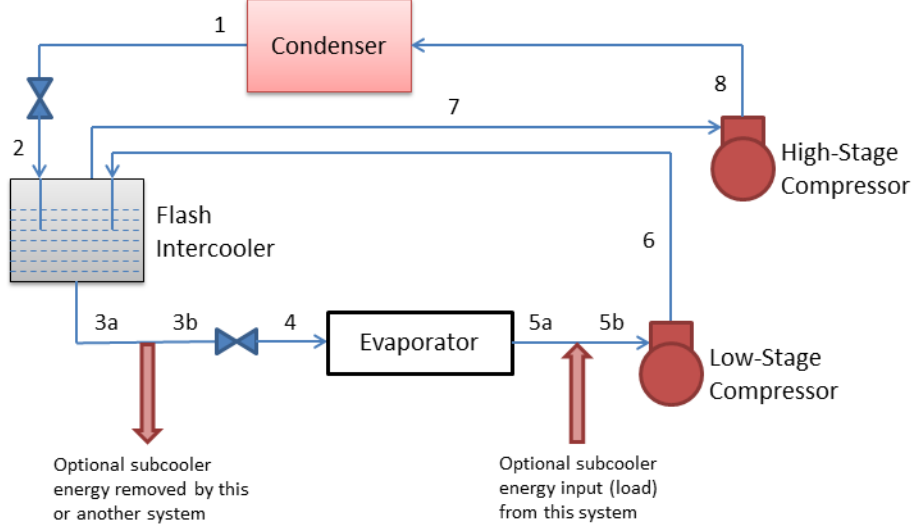 1
Condenser
8
7
2
High-Stage
Compressor
Flash
Intercooler
6
3a
3b
4
Evaporator
5a
5b
Low-Stage
Compressor
Optional subcooler
energy removed by this
or another system
Optional subcooler
energy input (load)
from this system